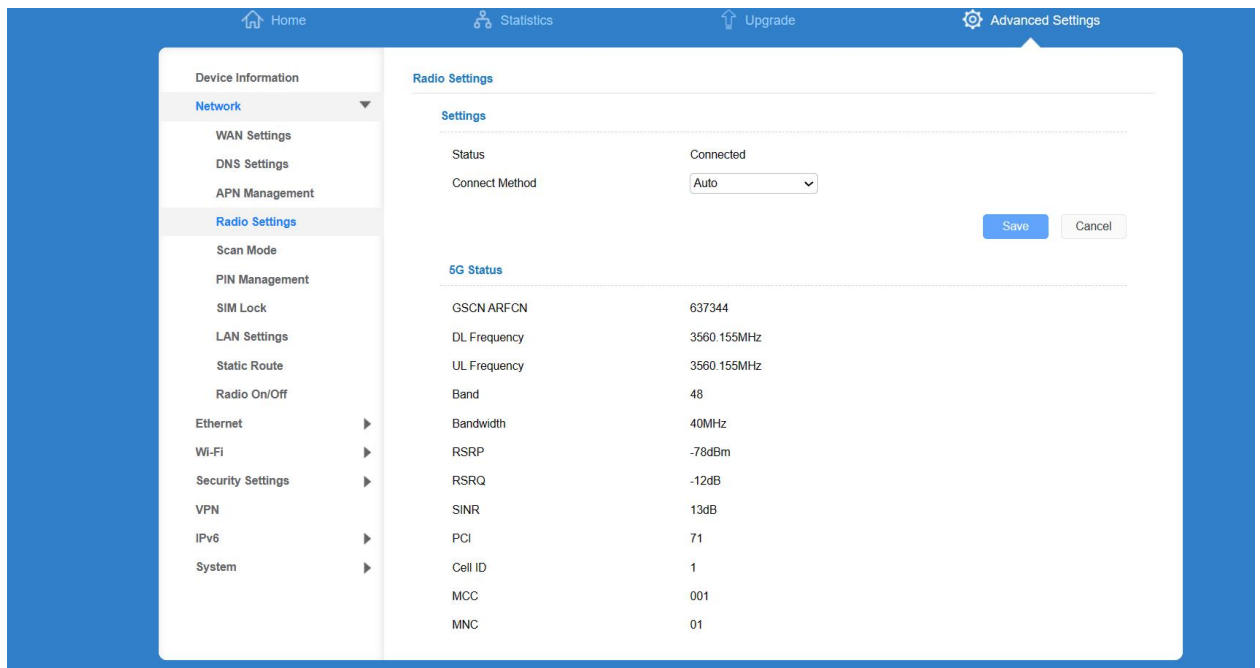 Home Statistics Upgrade Advanced Settings
Device Information
Network
WAN Settings
DNS Settings
APN Management
Radio Settings
Scan Mode
PIN Management
SIM Lock
LAN Settings
Static Route
Radio On/Off
Ethernet
Wi-Fi
Security Settings
VPN
IPv6
System
Radio Settings
Settings
Status Connected
Connect Method Auto
Save Cancel
5G Status
GSCN ARFCN 637344
DL Frequency 3560.155MHz
UL Frequency 3560.155MHz
Band 48
Bandwidth 40MHz
RSRP -78dBm
RSRQ -12dB
SINR 13dB
PCI 71
Cell ID 1
MCC 001
MNC 01